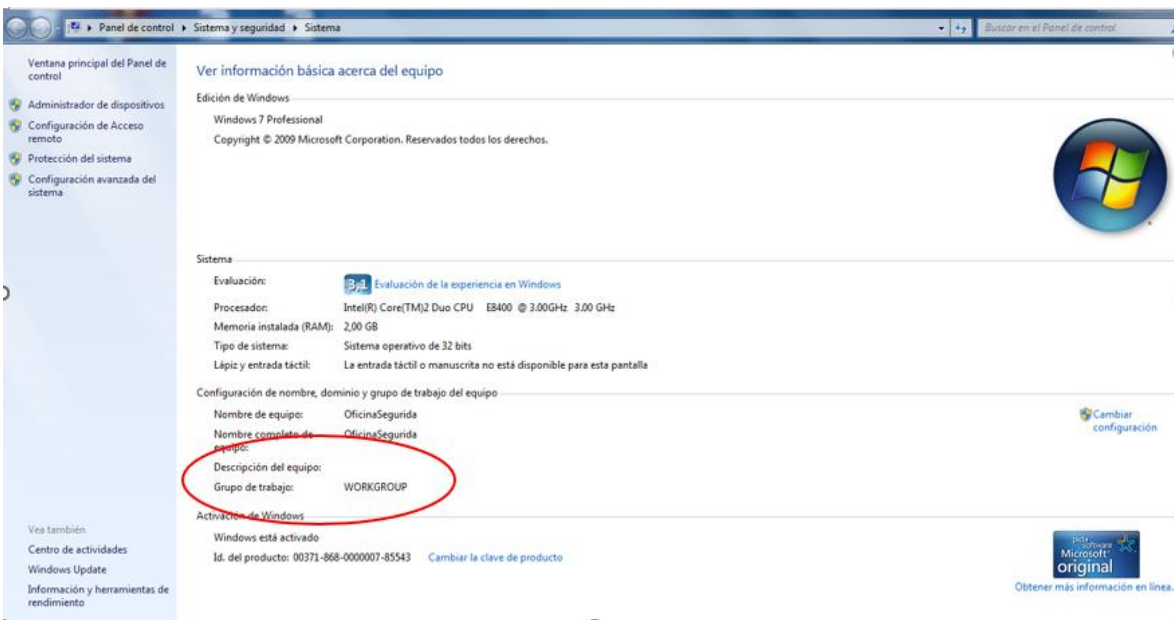 Panel de control ▸ Sistema y seguridad ▸ Sistema
Buscar en el Panel de control
Ventana principal del Panel de
control
Administrador de dispositivos
Configuración de Acceso
remoto
Protección del sistema
Configuración avanzada del
sistema
Ver información básica acerca del equipo
Edición de Windows
Windows 7 Professional
Copyright © 2009 Microsoft Corporation. Reservados todos los derechos.
Sistema
Evaluación: 3,1 Evaluación de la experiencia en Windows
Procesador: Intel(R) Core(TM)2 Duo CPU E8400 @ 3.00GHz 3.00 GHz
Memoria instalada (RAM): 2,00 GB
Tipo de sistema: Sistema operativo de 32 bits
Lápiz y entrada táctil: La entrada táctil o manuscrita no está disponible para esta pantalla
Configuración de nombre, dominio y grupo de trabajo del equipo
Nombre de equipo: OficinaSegurida
Cambiar
configuración
Nombre completo de OficinaSegurida
equipo:
Descripción del equipo:
Grupo de trabajo: WORKGROUP
Activación de Windows
Windows está activado
Id. del producto: 00371-868-0000007-85543 Cambiar la clave de producto
pida
software
Microsoft
original
Obtener más información en línea.
Vea también
Centro de actividades
Windows Update
Información y herramientas de
rendimiento